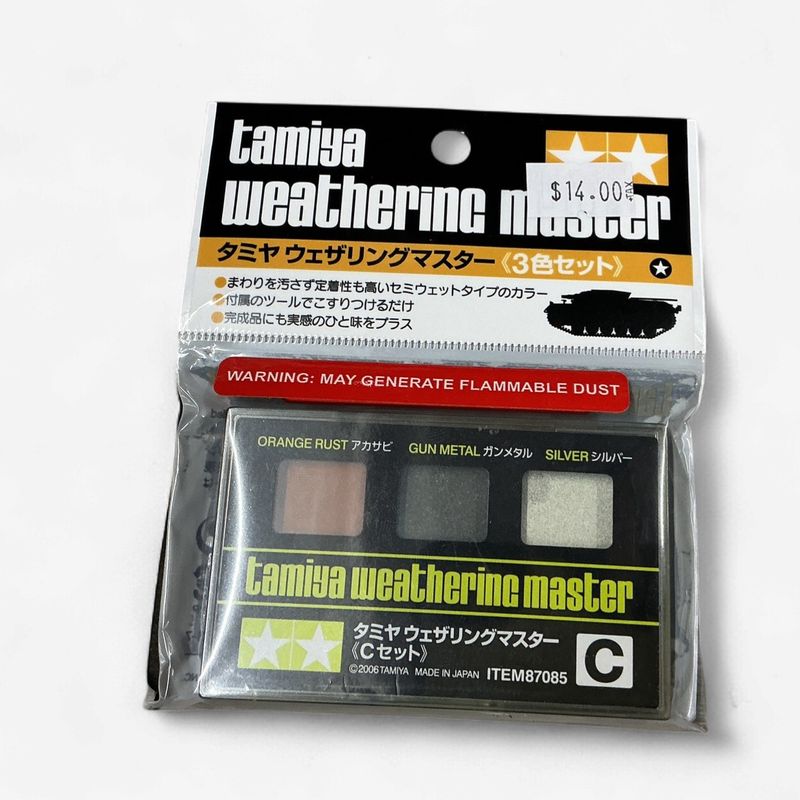 tamiya
weathering master
$14.00
+TAX
タミヤ ウェザリングマスター《3色セット》
●まわりを汚さず定着性も高いセミウェットタイプのカラー
●付属のツールでこすりつけるだけ
●完成品にも実感のひと味をプラス
WARNING: MAY GENERATE FLAMMABLE DUST
ORANGE RUST アカサビ GUN METAL ガンメタル SILVER シルバー
tamiya weathering master
タミヤ ウェザリングマスター
《Cセット》
C
©2006 TAMIYA MADE IN JAPAN ITEM87085